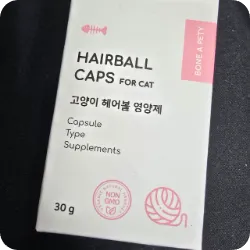 HAIRBALL
CAPS FOR CAT
고양이 헤어볼 영양제
Capsule
Type
Supplements
30 g
NON
GMO
BONE A PETY